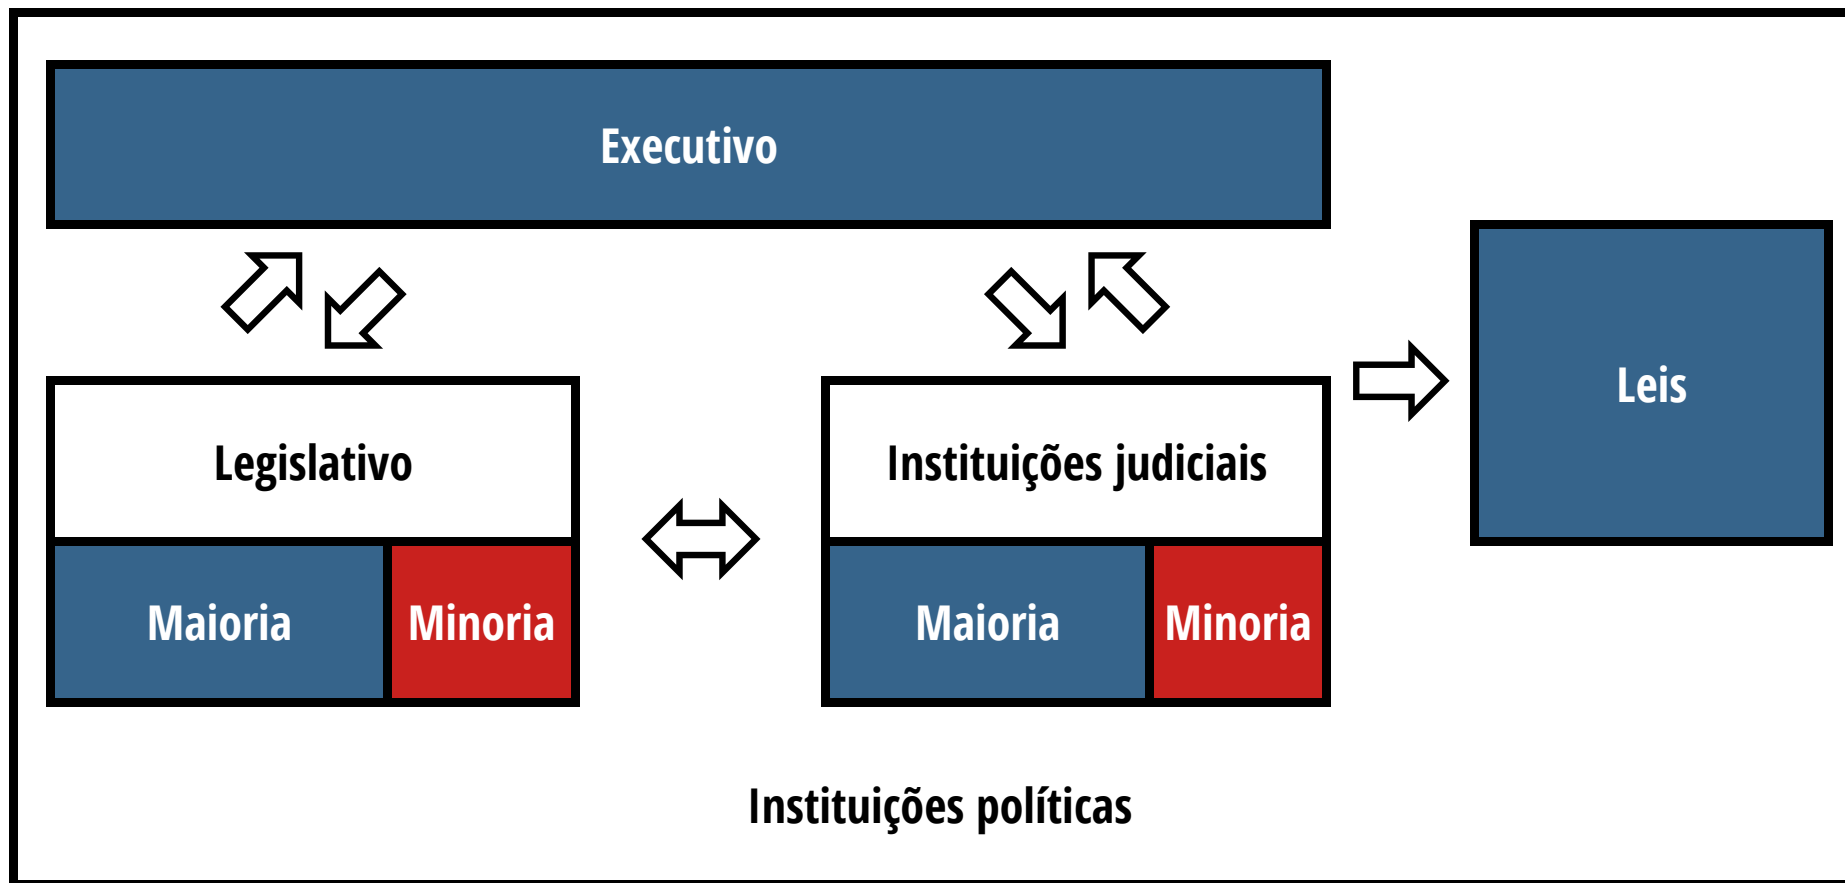 Executivo
Leis
Legislativo
Instituições judiciais
Maioria
Minoria
Maioria
Minoria
Instituições políticas